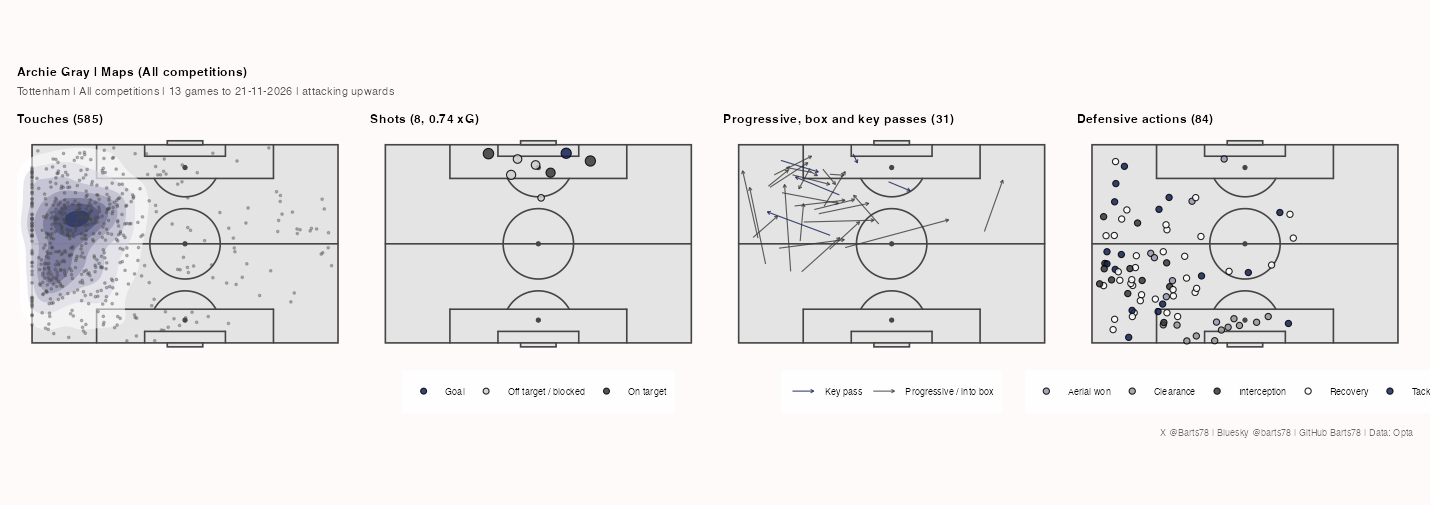 Archie Gray | Maps (All competitions)
Tottenham | All competitions | 13 games to 21-11-2026 | attacking upwards
Touches (585)
Shots (8, 0.74 xG)
Progressive, box and key passes (31)
Defensive actions (84)
Goal
Off target / blocked
On target
Key pass
Progressive / into box
Aerial won
Clearance
Interception
Recovery
Tack
X @Barts78 | Bluesky @barts78 | GitHub Barts78 | Data: Opta